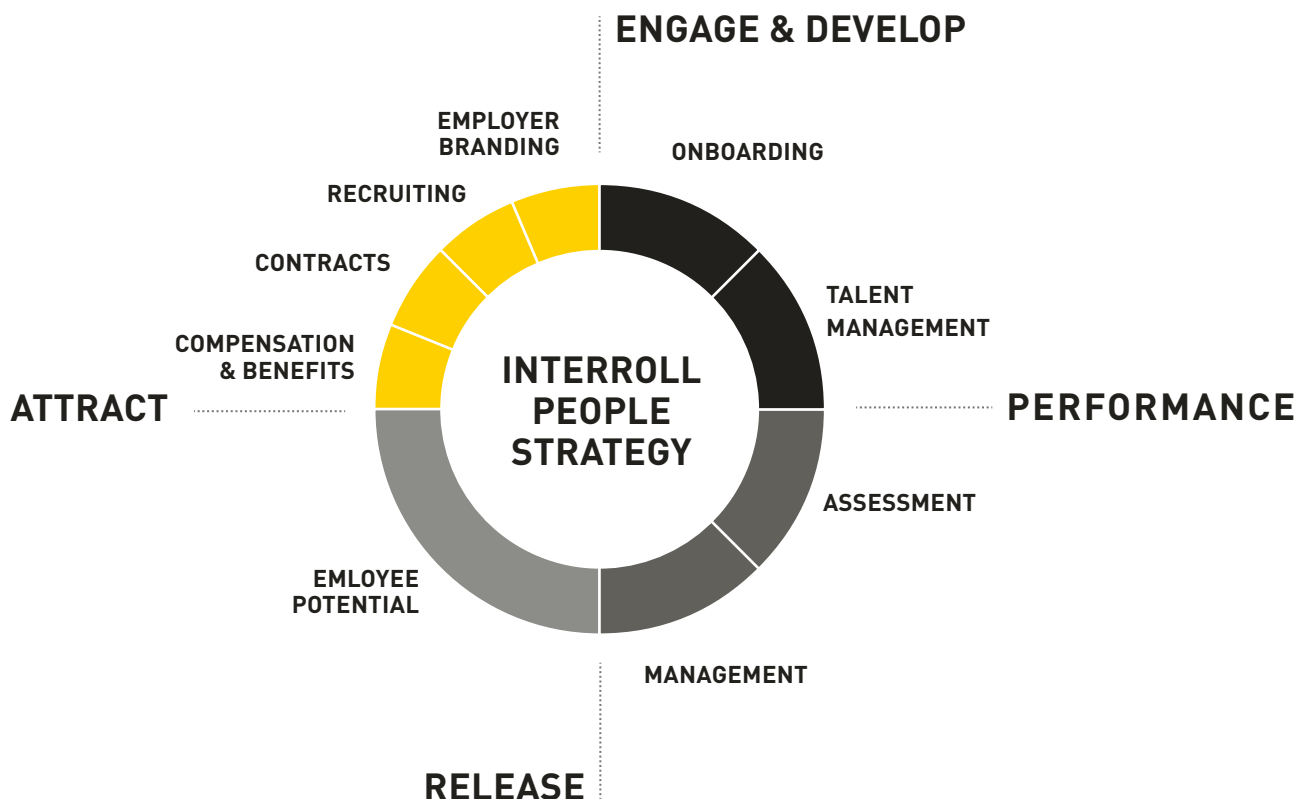 ENGAGE & DEVELOP
EMPLOYER
BRANDING
ONBOARDING
RECRUITING
CONTRACTS
TALENT
MANAGEMENT
COMPENSATION
& BENEFITS
ATTRACT
INTERROLL
PEOPLE
STRATEGY
PERFORMANCE
ASSESSMENT
EMLOYEE
POTENTIAL
MANAGEMENT
RELEASE